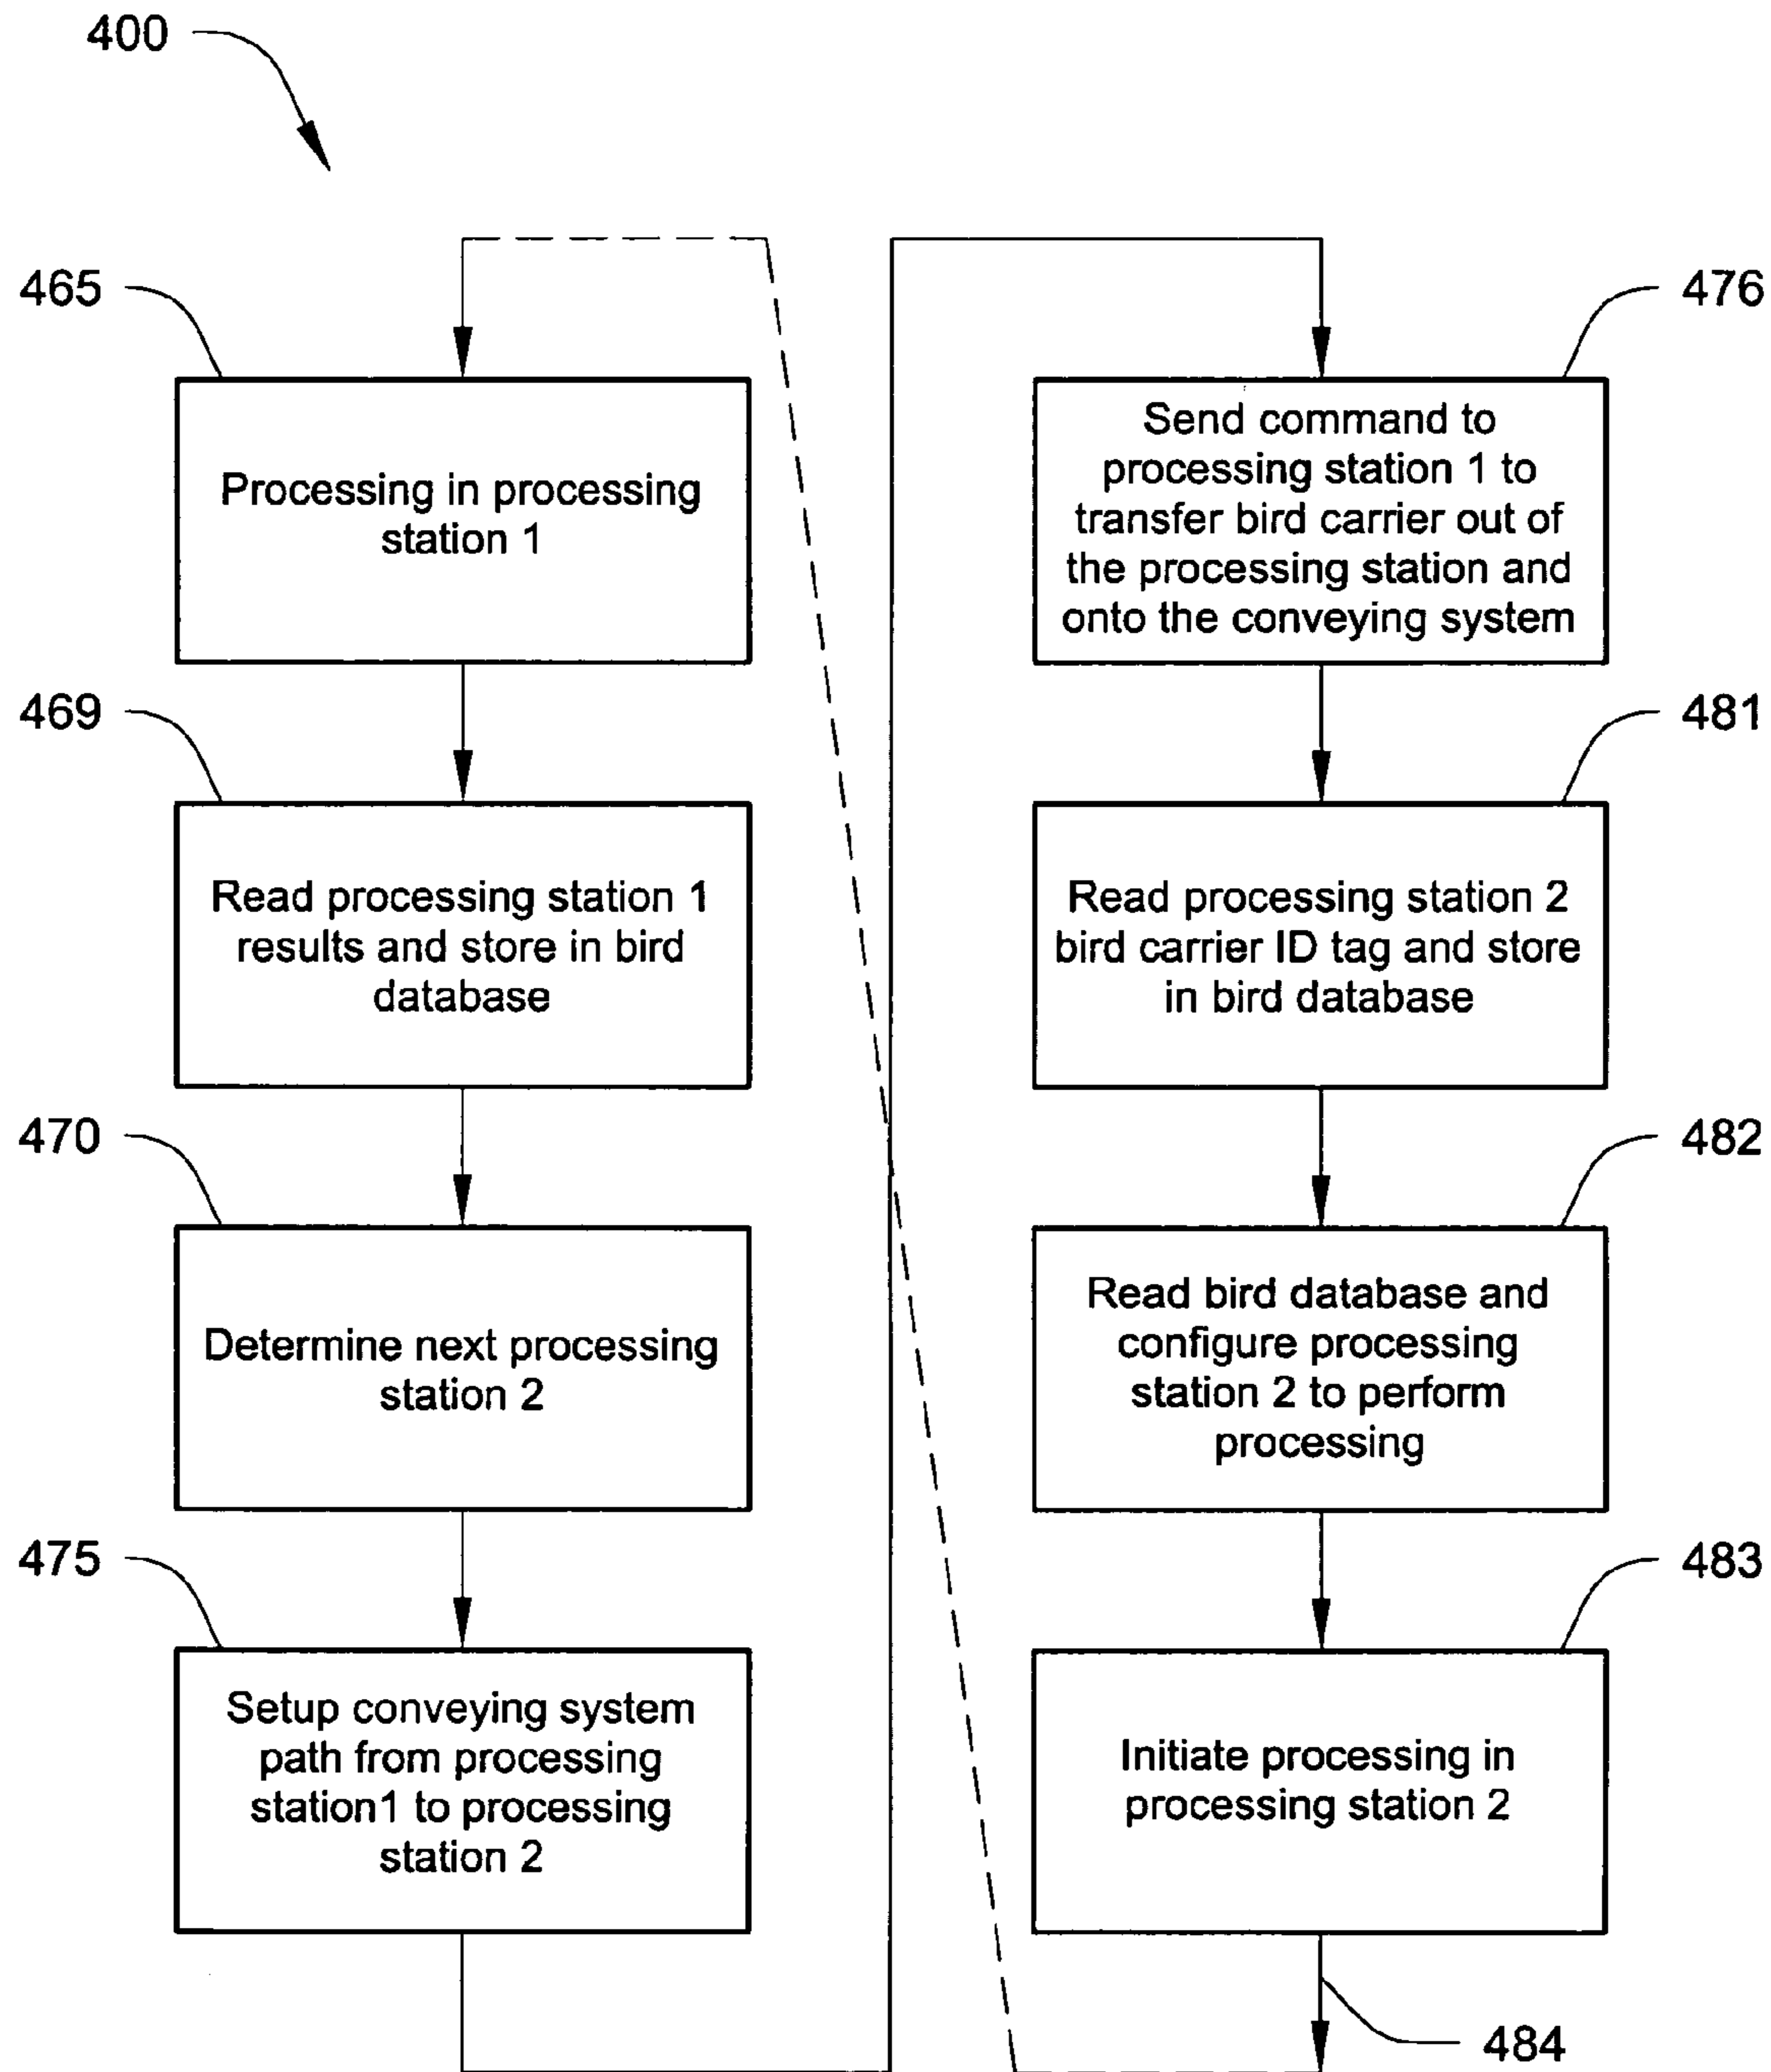 400
465
Processing in processing
station 1
469
Read processing station 1
results and store in bird
database
470
Determine next processing
station 2
475
Setup conveying system
path from processing
station1 to processing
station 2
476
Send command to
processing station 1 to
transfer bird carrier out of
the processing station and
onto the conveying system
481
Read processing station 2
bird carrier ID tag and store
in bird database
482
Read bird database and
configure processing
station 2 to perform
processing
483
Initiate processing in
processing station 2
484